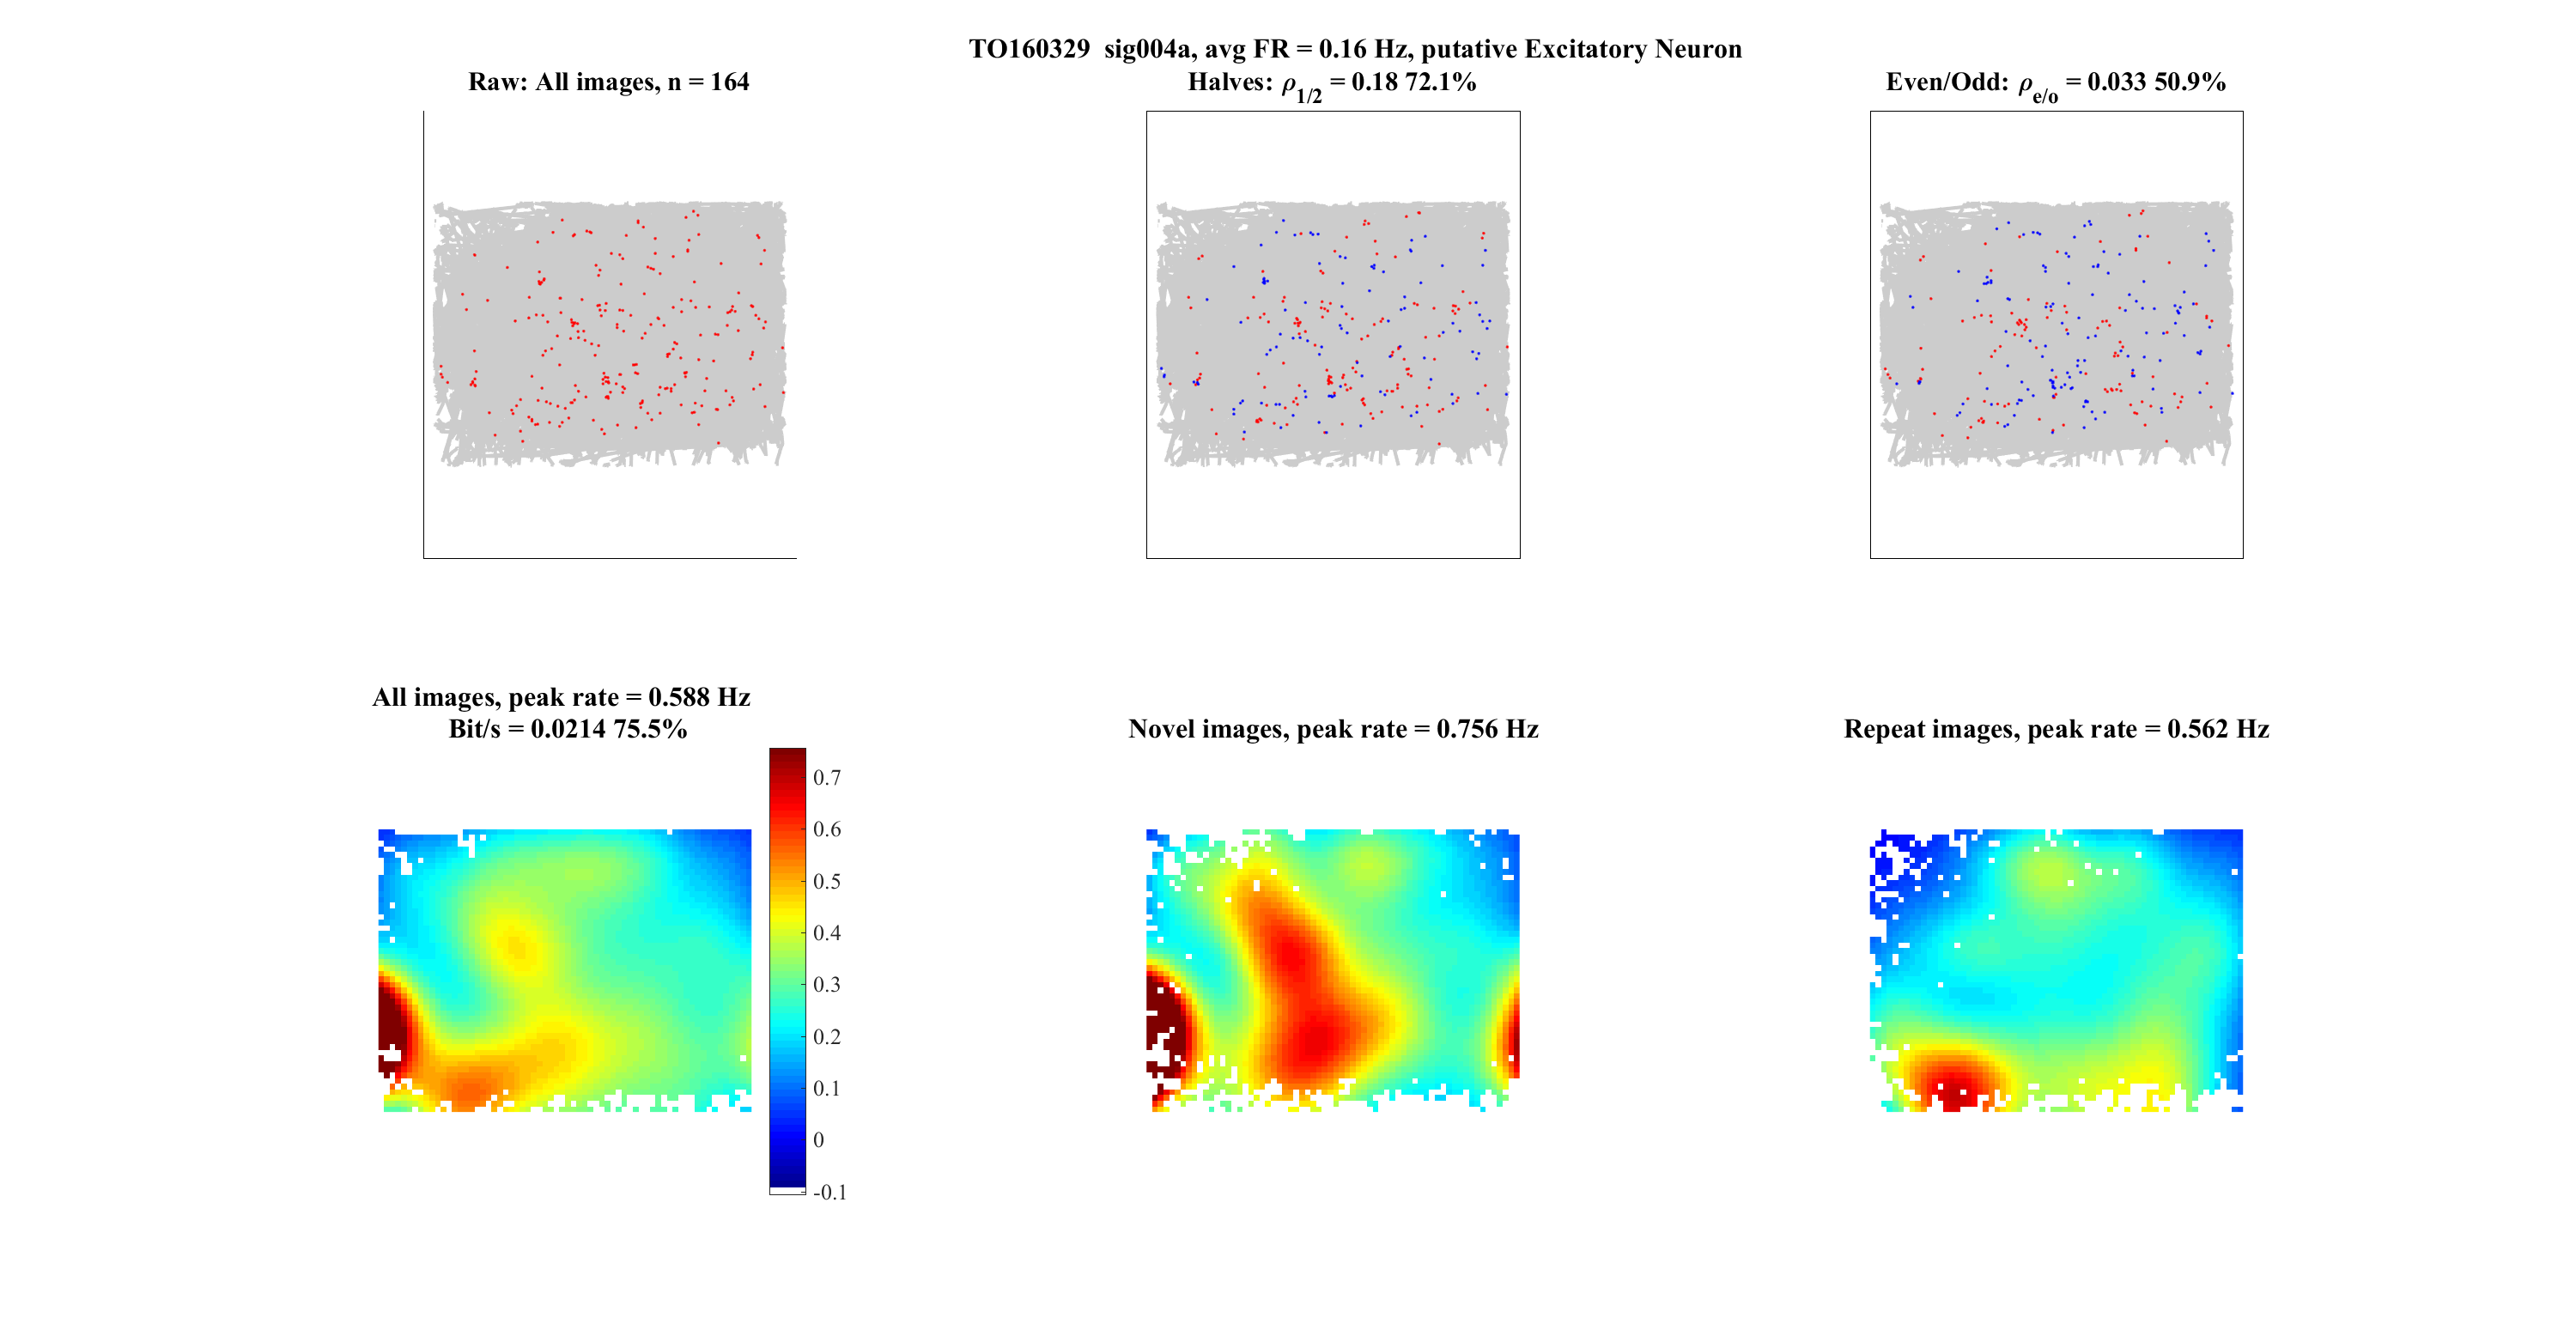 TO160329  sig004a, avg FR = 0.16 Hz, putative Excitatory Neuron
Raw: All images, n = 164
Halves: ρ1/2 = 0.18 72.1%
Even/Odd: ρe/o = 0.033 50.9%
All images, peak rate = 0.588 Hz
Bit/s = 0.0214 75.5%
Novel images, peak rate = 0.756 Hz
Repeat images, peak rate = 0.562 Hz
0.7
0.6
0.5
0.4
0.3
0.2
0.1
0
-0.1